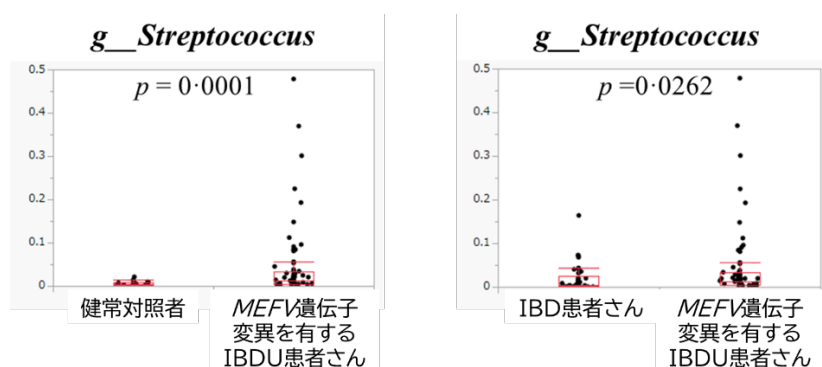 g__Streptococcus
p = 0·0001
0.5
0.4
0.3
0.2
0.1
0
健常対照者
MEFV遺伝子
変異を有する
IBDU患者さん
g__Streptococcus
p =0·0262
0.5
0.4
0.3
0.2
0.1
0
IBD患者さん
MEFV遺伝子
変異を有する
IBDU患者さん